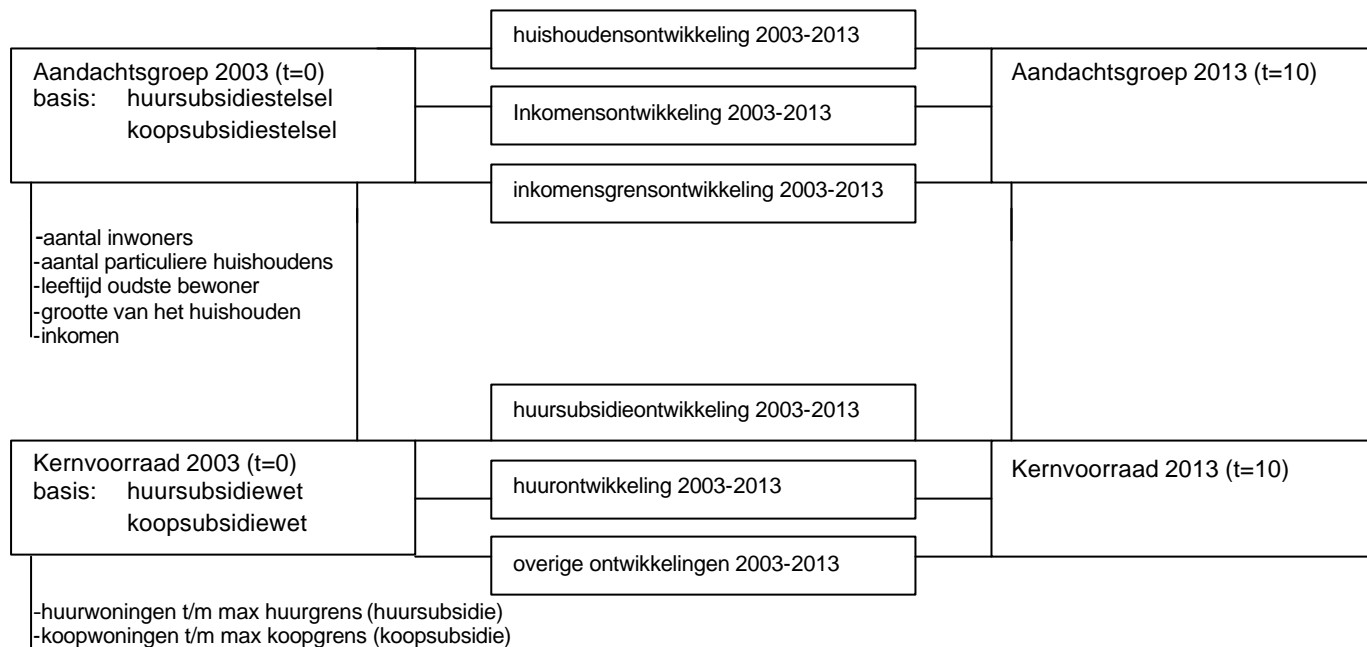 huishoudensontwikkeling 2003-2013
Aandachtsgroep 2003 (t=0)
basis: huursubsidiestelsel
koopsubsidiestelsel
Inkomensontwikkeling 2003-2013
Aandachtsgroep 2013 (t=10)
inkomensgrensontwikkeling 2003-2013
-aantal inwoners
-aantal particuliere huishoudens
-leeftijd oudste bewoner
-grootte van het huishouden
-inkomen
huursubsidieontwikkeling 2003-2013
Kernvoorraad 2003 (t=0)
basis: huursubsidiewet
koopsubsidiewet
huurontwikkeling 2003-2013
Kernvoorraad 2013 (t=10)
overige ontwikkelingen 2003-2013
-huurwoningen t/m max huurgrens (huursubsidie)
-koopwoningen t/m max koopgrens (koopsubsidie)